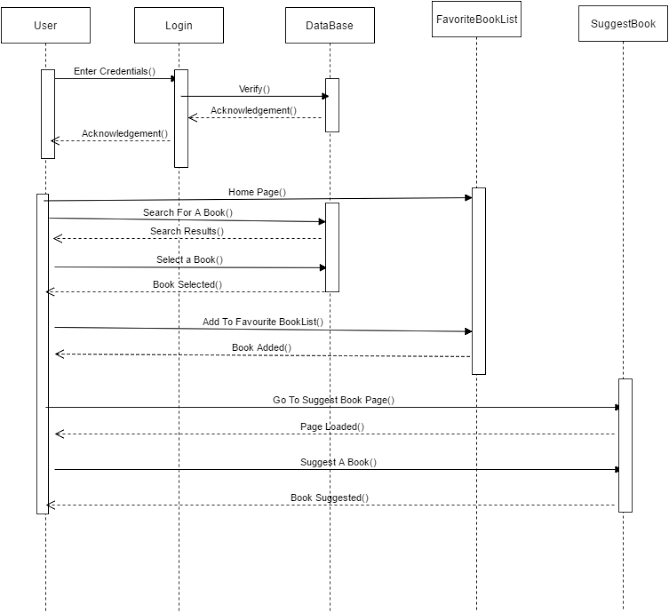 User
Login
DataBase
FavoriteBookList
SuggestBook
Enter Credentials()
Verify()
Acknowledgement()
Acknowledgement()
Home Page()
Search For A Book()
Search Results()
Select a Book()
Book Selected()
Add To Favourite BookList()
Book Added()
Go To Suggest Book Page()
Page Loaded()
Suggest A Book()
Book Suggested()